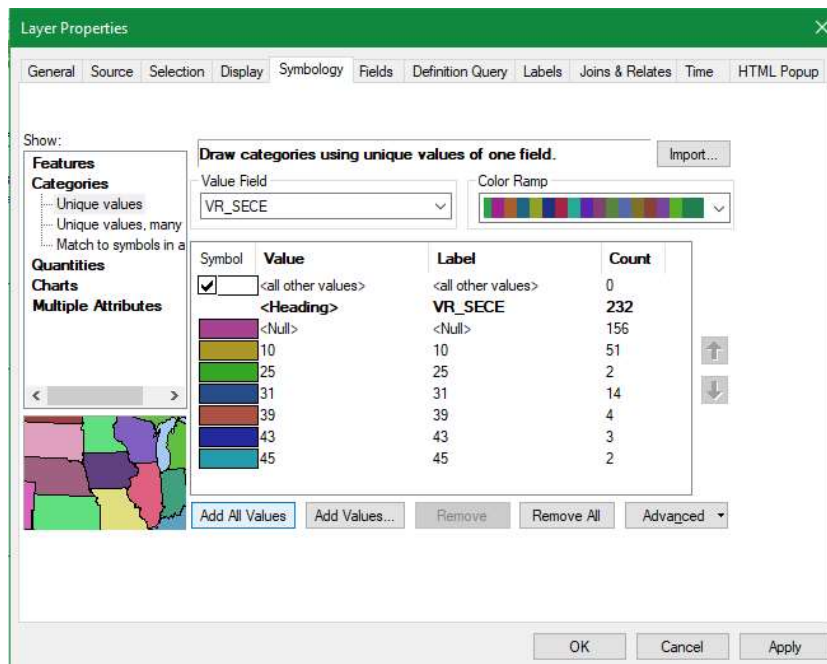 Layer Properties
General Source Selection Display Symbology Fields Definition Query Labels Joins & Relates Time HTML Popup
Show:
Features
Categories
Unique values
Unique values, many
Match to symbols in a
Quantities
Charts
Multiple Attributes
Draw categories using unique values of one field.
Import...
Value Field
VR_SECE
Color Ramp
Symbol Value Label Count
<all other values> <all other values> 0
<Heading> VR_SECE 232
<Null> <Null> 156
10 10 51
25 25 2
31 31 14
39 39 4
43 43 3
45 45 2
Add All Values Add Values... Remove Remove All Advanced
OK Cancel Apply